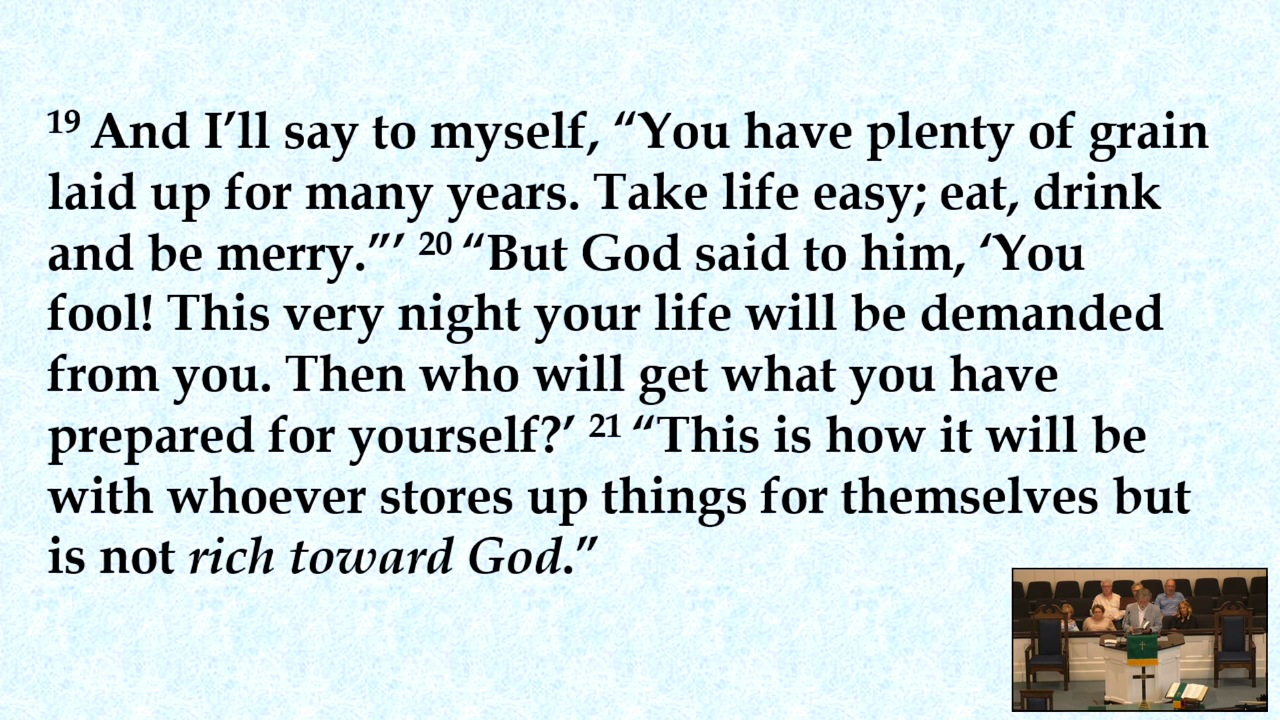 19 And I’ll say to myself, “You have plenty of grain
laid up for many years. Take life easy; eat, drink
and be merry.”’ 20 “But God said to him, ‘You
fool! This very night your life will be demanded
from you. Then who will get what you have
prepared for yourself?’ 21 “This is how it will be
with whoever stores up things for themselves but
is not rich toward God.”